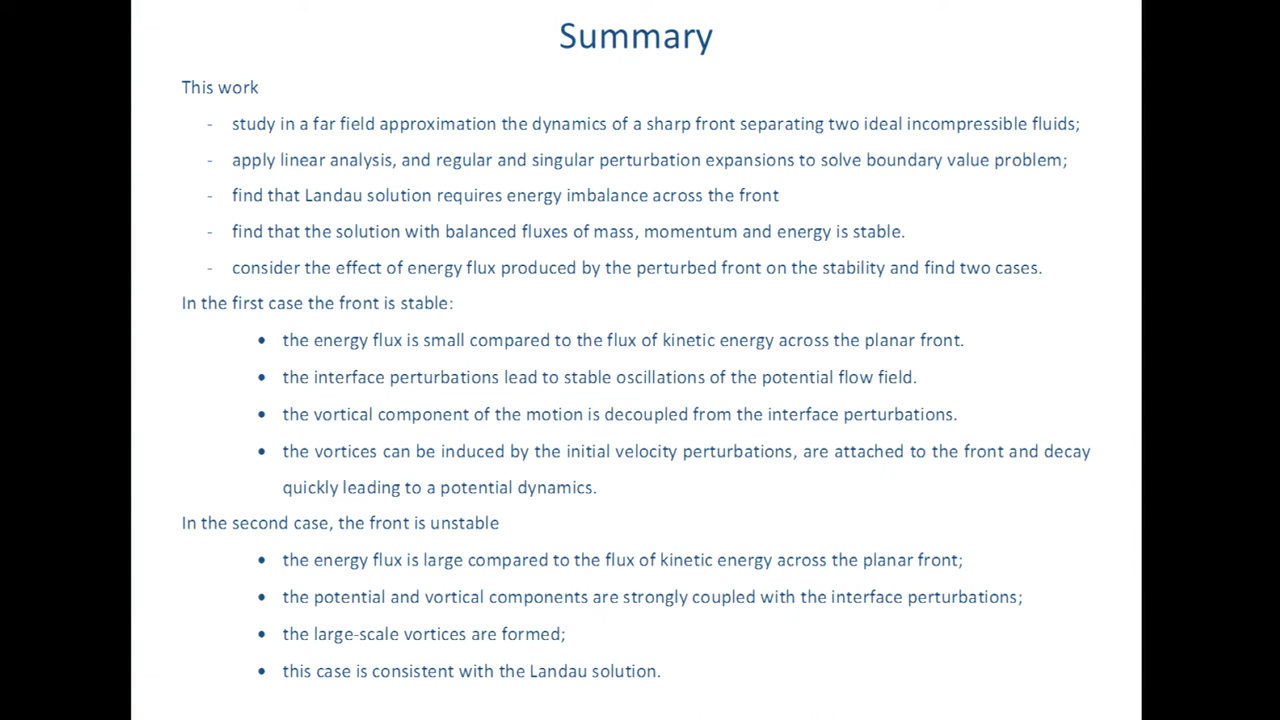 Summary
This work
- study in a far field approximation the dynamics of a sharp front separating two ideal incompressible fluids;
- apply linear analysis, and regular and singular perturbation expansions to solve boundary value problem;
- find that Landau solution requires energy imbalance across the front
- find that the solution with balanced fluxes of mass, momentum and energy is stable.
- consider the effect of energy flux produced by the perturbed front on the stability and find two cases.
In the first case the front is stable:
• the energy flux is small compared to the flux of kinetic energy across the planar front.
• the interface perturbations lead to stable oscillations of the potential flow field.
• the vortical component of the motion is decoupled from the interface perturbations.
• the vortices can be induced by the initial velocity perturbations, are attached to the front and decay
quickly leading to a potential dynamics.
In the second case, the front is unstable
• the energy flux is large compared to the flux of kinetic energy across the planar front;
• the potential and vortical components are strongly coupled with the interface perturbations;
• the large-scale vortices are formed;
• this case is consistent with the Landau solution.